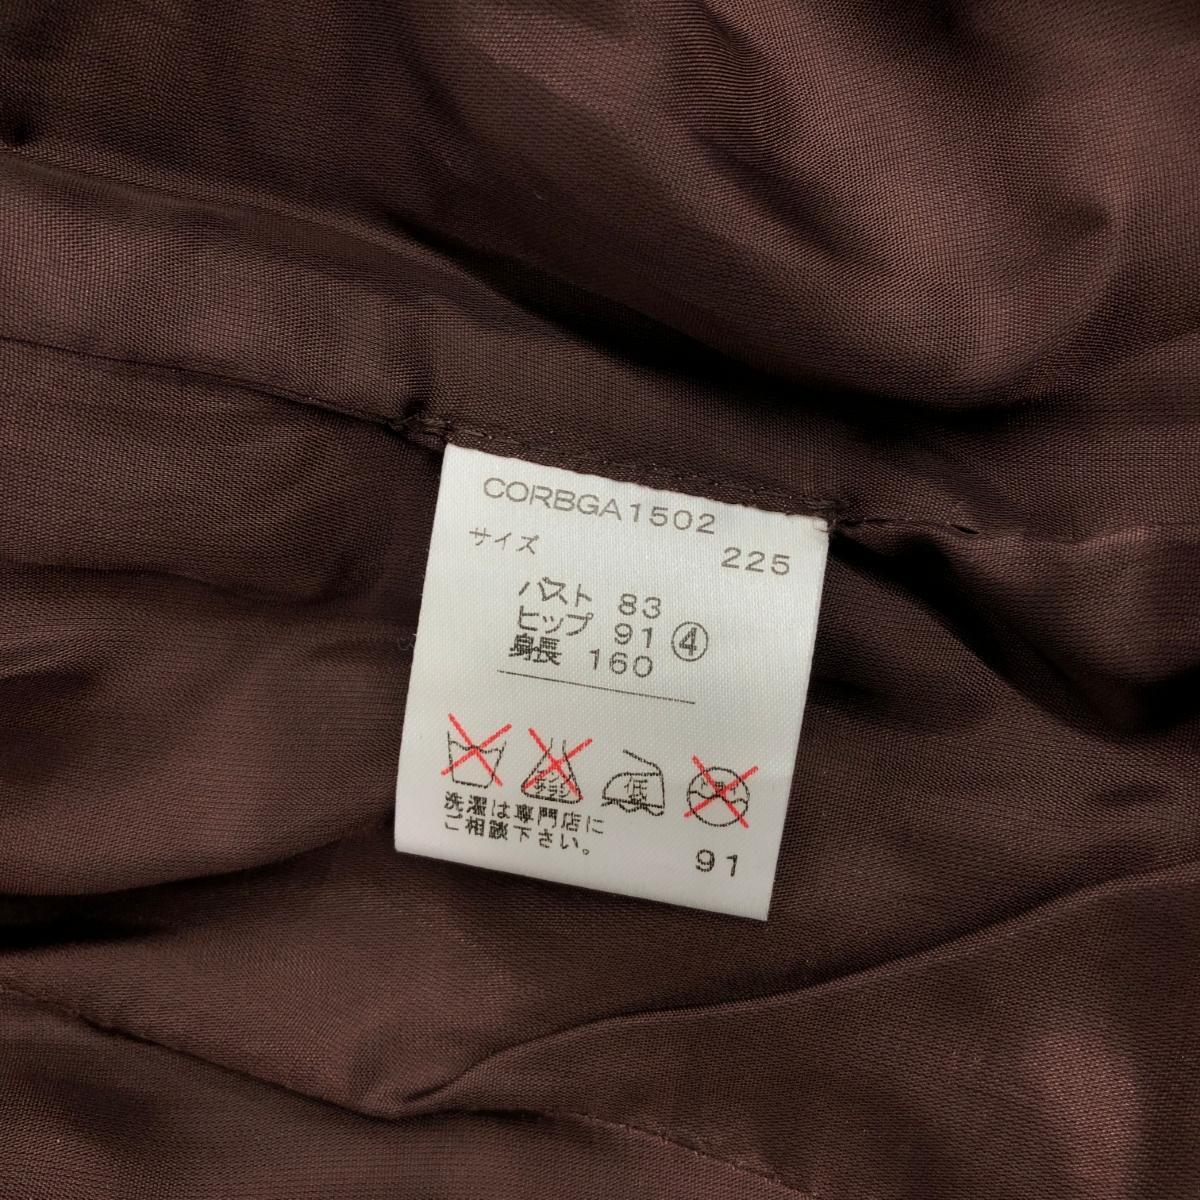 CORBGA1502
サイズ
225
バスト 83
ヒップ 91 ④
身長 160
低
洗濯は専門店に
ご相談下さい。
91